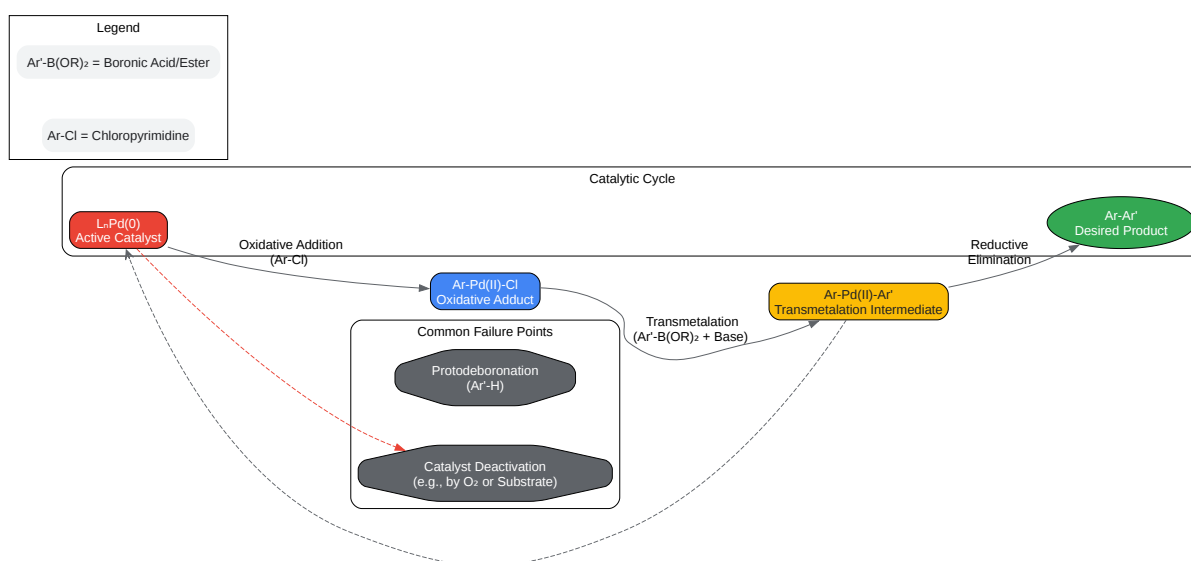 Legend
Ar'-B(OR)₂ = Boronic Acid/Ester
Ar-Cl = Chloropyrimidine
Catalytic Cycle
LₙPd(0)
Active Catalyst
Oxidative Addition
(Ar-Cl)
Ar-Pd(II)-Cl
Oxidative Adduct
Transmetalation
(Ar'-B(OR)₂ + Base)
Ar-Pd(II)-Ar'
Transmetalation Intermediate
Reductive
Elimination
Ar-Ar'
Desired Product
Common Failure Points
Protodeboronation
(Ar'-H)
Catalyst Deactivation
(e.g., by O₂ or Substrate)